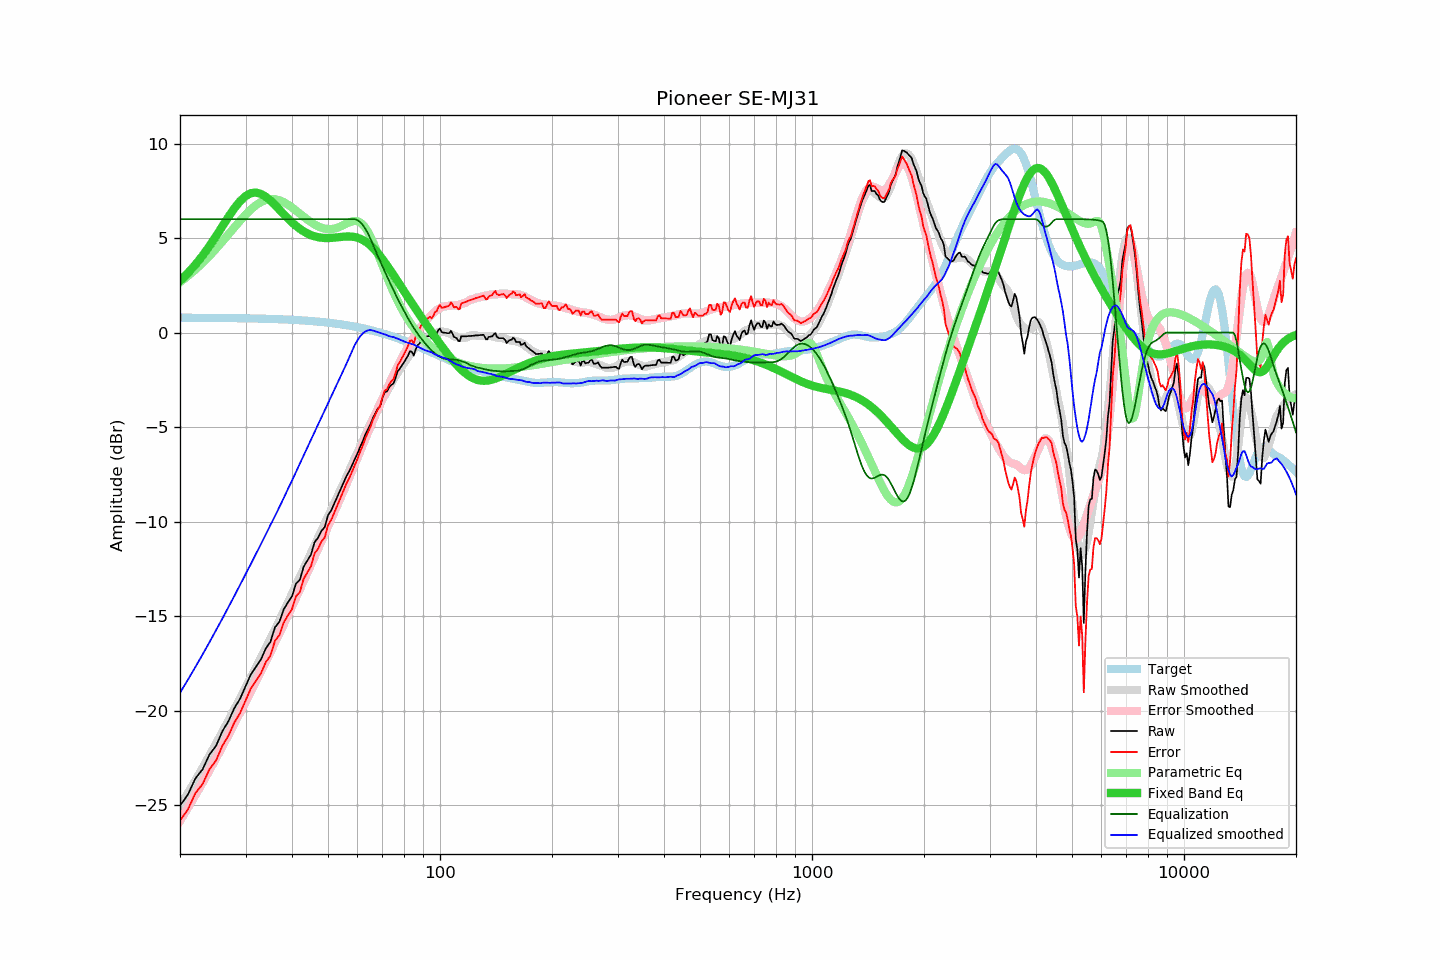 Pioneer SE-MJ31
10
5
0
−5
−10
−15
−20
−25
Amplitude (dBr)
100
1000
10000
Frequency (Hz)
Target
Raw Smoothed
Error Smoothed
Raw
Error
Parametric Eq
Fixed Band Eq
Equalization
Equalized smoothed